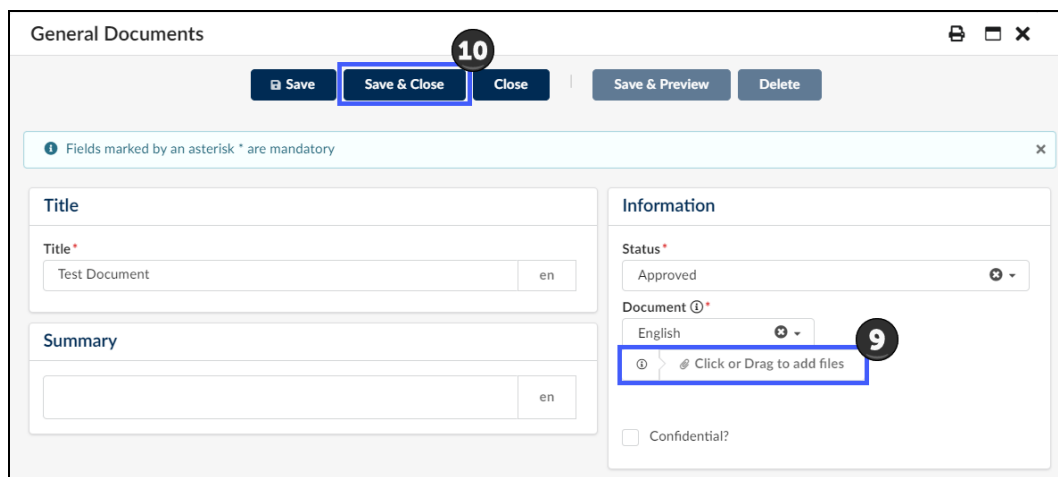 General Documents
10
Save
Save & Close
Close
Save & Preview
Delete
Fields marked by an asterisk * are mandatory
Title
Title*
Test Document
en
Summary
en
Information
Status*
Approved
Document *
English
9
Click or Drag to add files
Confidential?